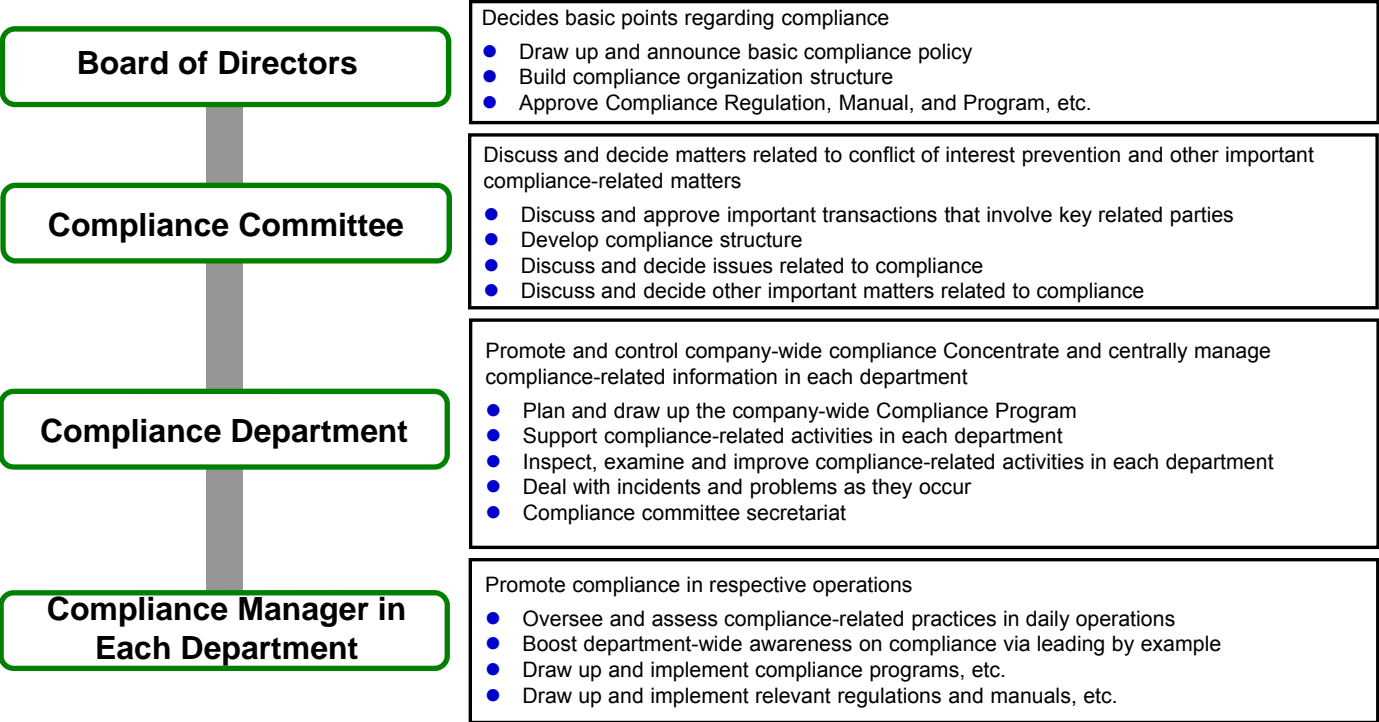 Board of Directors
Decides basic points regarding compliance
● Draw up and announce basic compliance policy
● Build compliance organization structure
● Approve Compliance Regulation, Manual, and Program, etc.
Compliance Committee
Discuss and decide matters related to conflict of interest prevention and other important
compliance-related matters
● Discuss and approve important transactions that involve key related parties
● Develop compliance structure
● Discuss and decide issues related to compliance
● Discuss and decide other important matters related to compliance
Compliance Department
Promote and control company-wide compliance Concentrate and centrally manage
compliance-related information in each department
● Plan and draw up the company-wide Compliance Program
● Support compliance-related activities in each department
● Inspect, examine and improve compliance-related activities in each department
● Deal with incidents and problems as they occur
● Compliance committee secretariat
Compliance Manager in
Each Department
Promote compliance in respective operations
● Oversee and assess compliance-related practices in daily operations
● Boost department-wide awareness on compliance via leading by example
● Draw up and implement compliance programs, etc.
● Draw up and implement relevant regulations and manuals, etc.